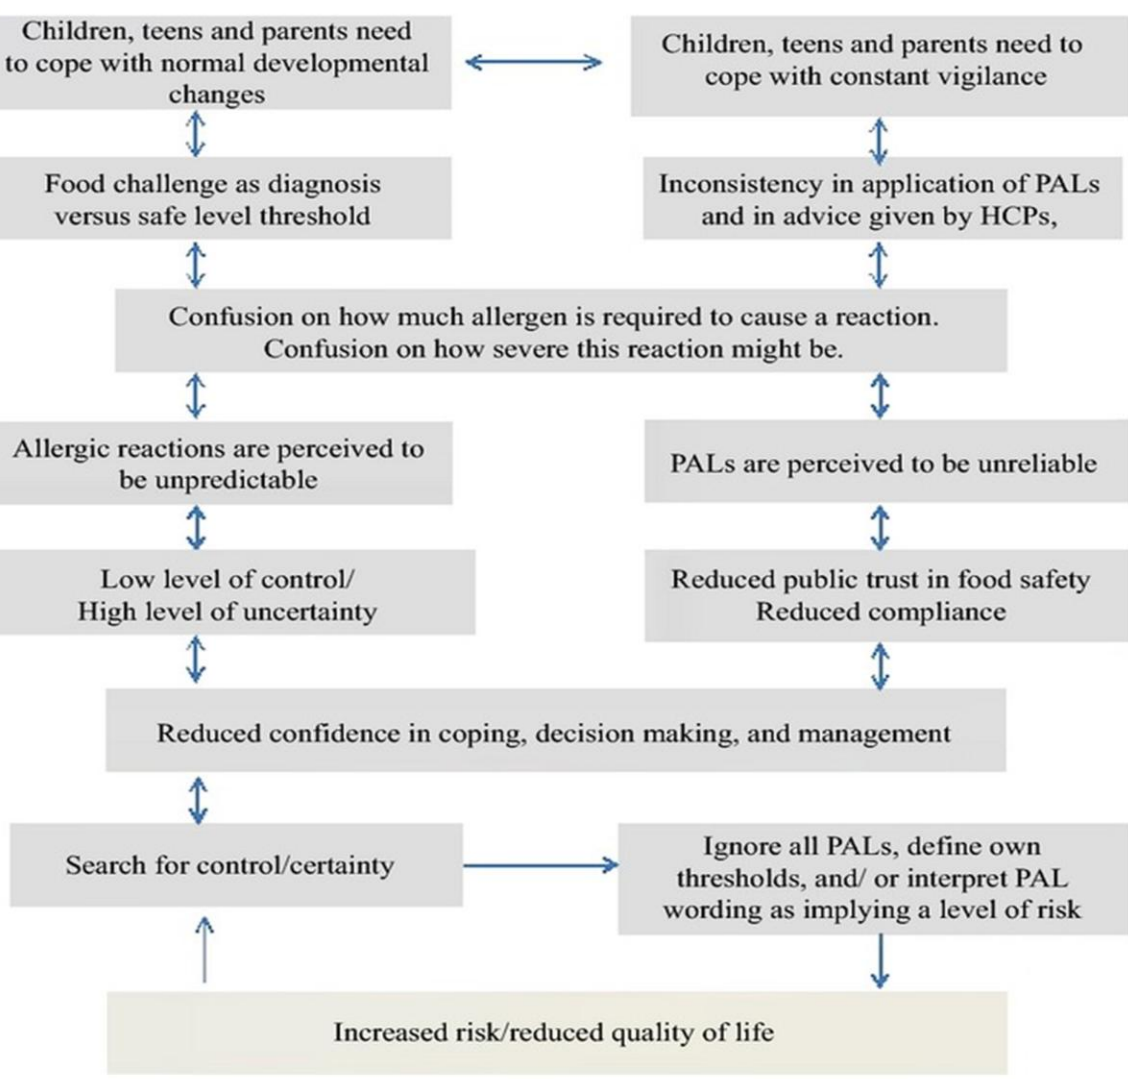 Children, teens and parents need
to cope with normal developmental
changes
Children, teens and parents need to
cope with constant vigilance
Food challenge as diagnosis
versus safe level threshold
Inconsistency in application of PALs
and in advice given by HCPs,
Confusion on how much allergen is required to cause a reaction.
Confusion on how severe this reaction might be.
Allergic reactions are perceived to
be unpredictable
PALs are perceived to be unreliable
Low level of control/
High level of uncertainty
Reduced public trust in food safety
Reduced compliance
Reduced confidence in coping, decision making, and management
Search for control/certainty
Ignore all PALs, define own
thresholds, and/ or interpret PAL
wording as implying a level of risk
Increased risk/reduced quality of life